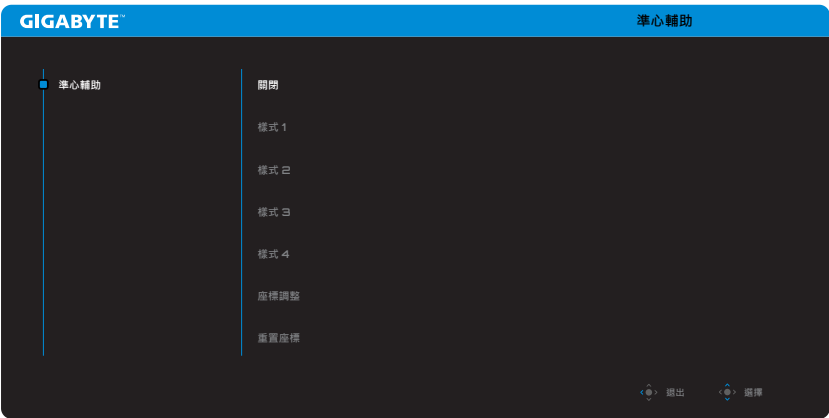 GIGABYTE™ 準心輔助
準心輔助 關閉
樣式 1
樣式 2
樣式 3
樣式 4
座標調整
重置座標
退出 選擇